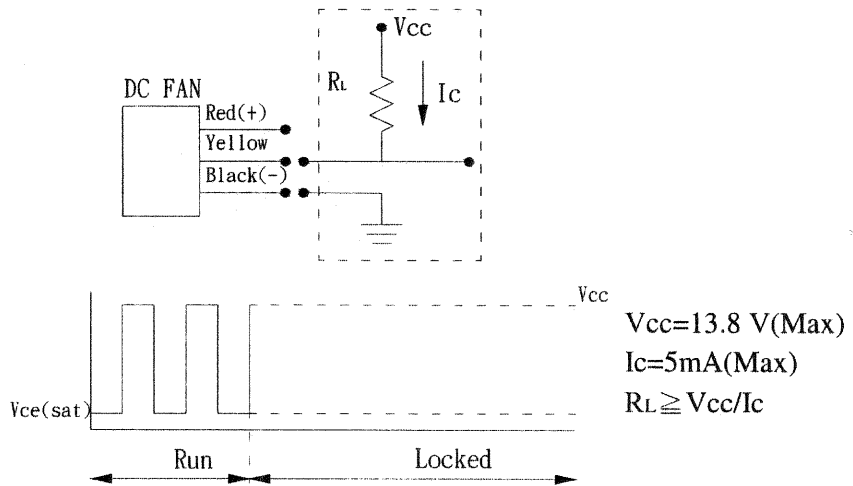 Vcc
DC FAN
RL
Ic
Red(+)
Yellow
Black(-)
Vcc
Vcc=13.8 V(Max)
Ic=5mA(Max)
RL≧Vcc/Ic
Vce(sat)
Run
Locked